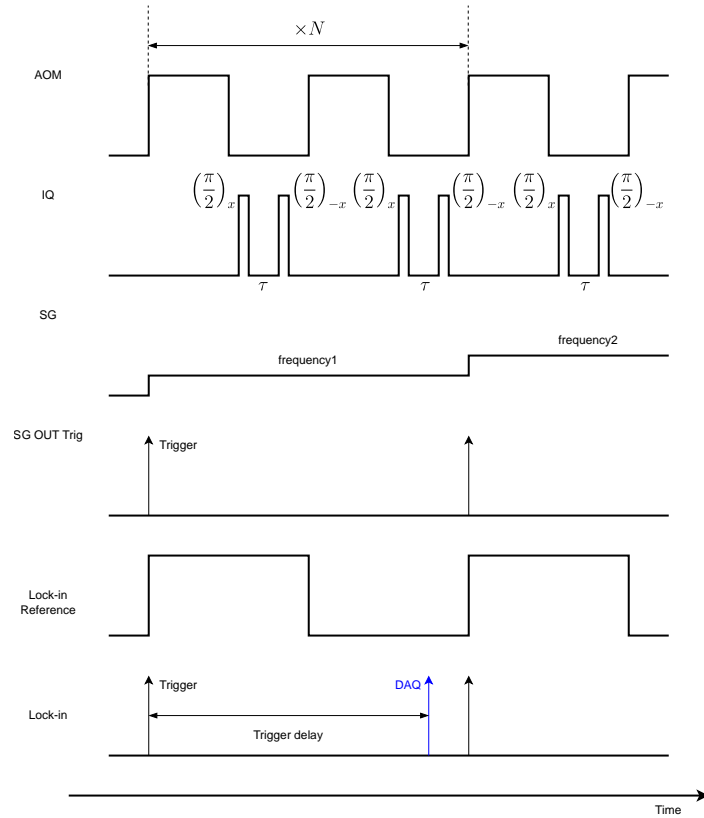 ×N
AOM
(π/2)x (π/2)−x (π/2)x (π/2)−x (π/2)x (π/2)−x
IQ
τ τ τ
SG
frequency2
frequency1
SG OUT Trig
Trigger
Lock-in
Reference
Trigger
DAQ
Lock-in
Trigger delay
Time